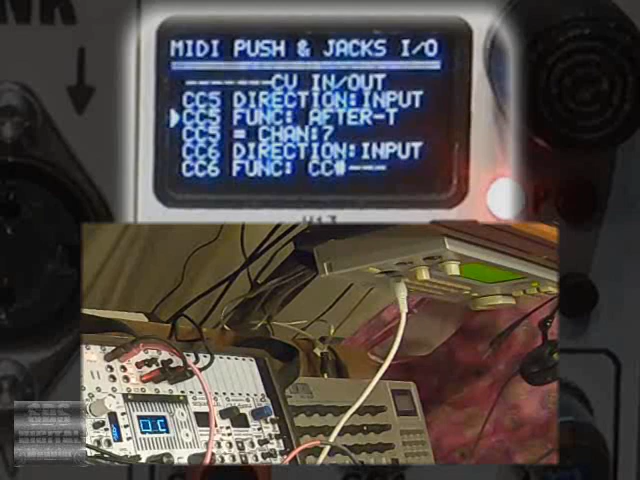 MIDI PUSH & JACKS I/O
-------CV IN/OUT
CC5 DIRECTION:INPUT
CC5 FUNC: AFTER-T
CC5 = CHAN:7
CC6 DIRECTION:INPUT
CC6 FUNC: CC#---
DIGITAL